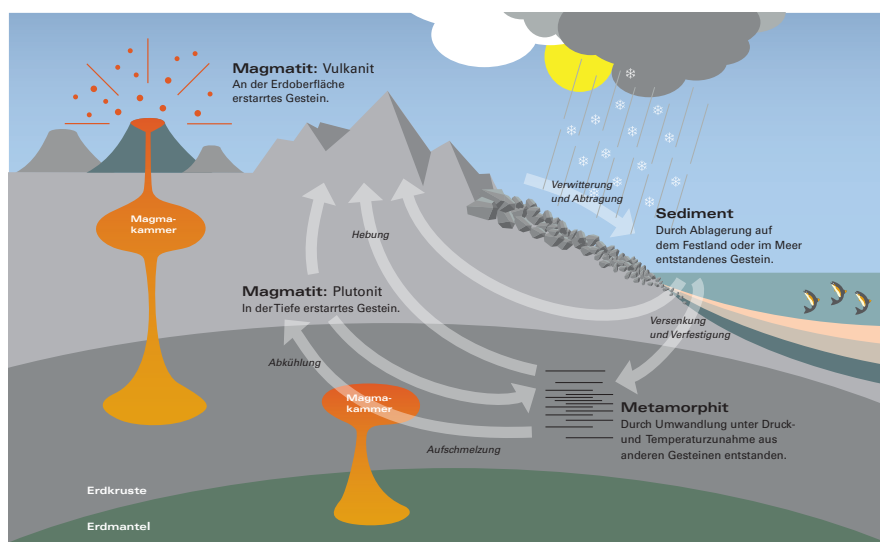 Magmatit: Vulkanit
An der Erdoberfläche
erstarrtes Gestein.
Verwitterung
und Abtragung
Sediment
Durch Ablagerung auf
dem Festland oder im Meer
entstandenes Gestein.
Magma-
kammer
Hebung
Magmatit: Plutonit
In der Tiefe erstarrtes Gestein.
Versenkung
und Verfestigung
Abkühlung
Magma-
kammer
Metamorphit
Durch Umwandlung unter Druck-
und Temperaturzunahme aus
anderen Gesteinen entstanden.
Aufschmelzung
Erdkruste
Erdmantel